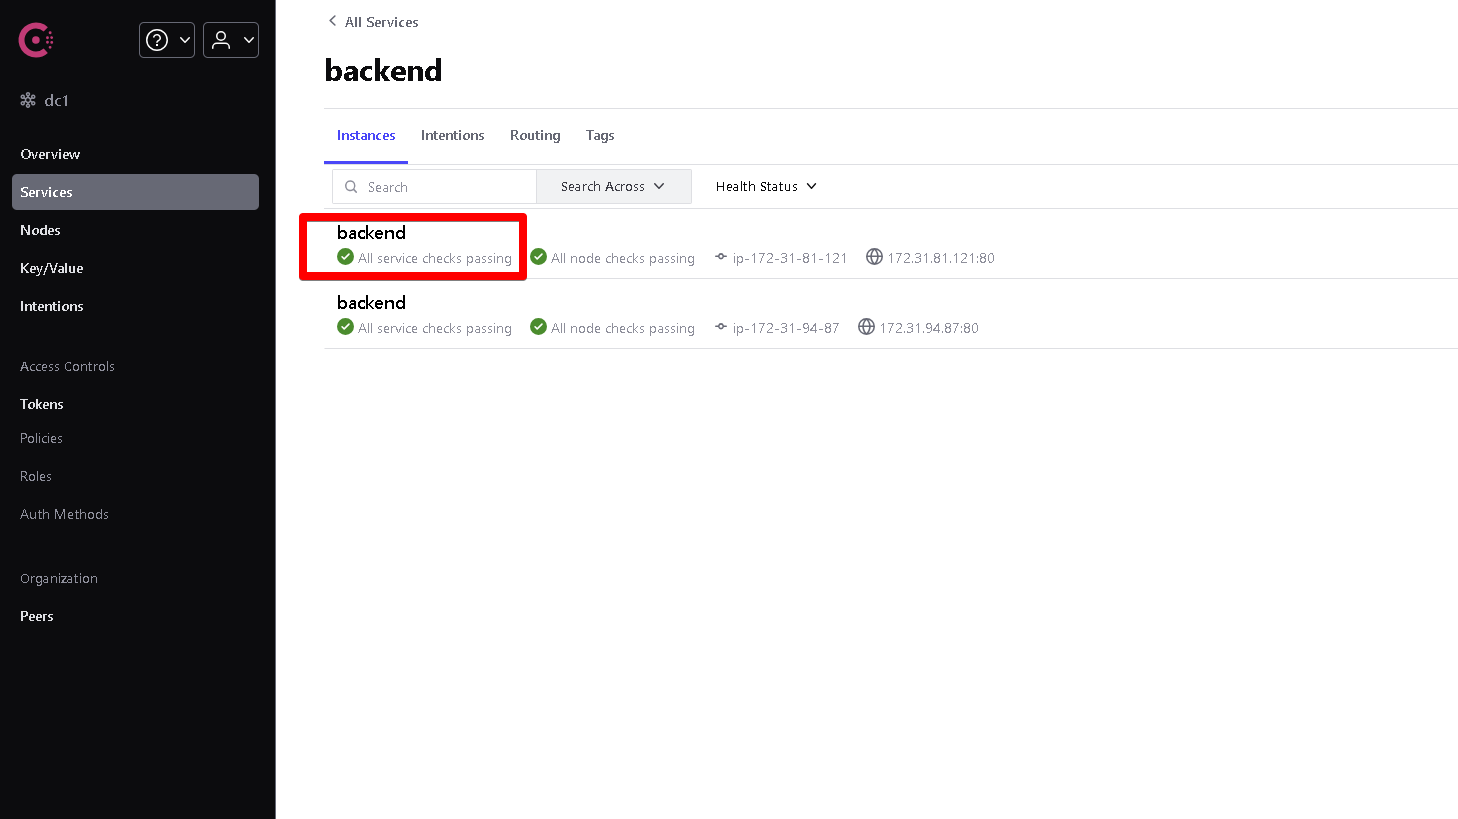 All Services
backend
dc1
Instances Intentions Routing Tags
Overview
Services
Nodes
Key/Value
Intentions
Access Controls
Tokens
Policies
Roles
Auth Methods
Organization
Peers
Search Search Across Health Status
backend
All service checks passing All node checks passing ip-172-31-81-121 172.31.81.121:80
backend
All service checks passing All node checks passing ip-172-31-94-87 172.31.94.87:80